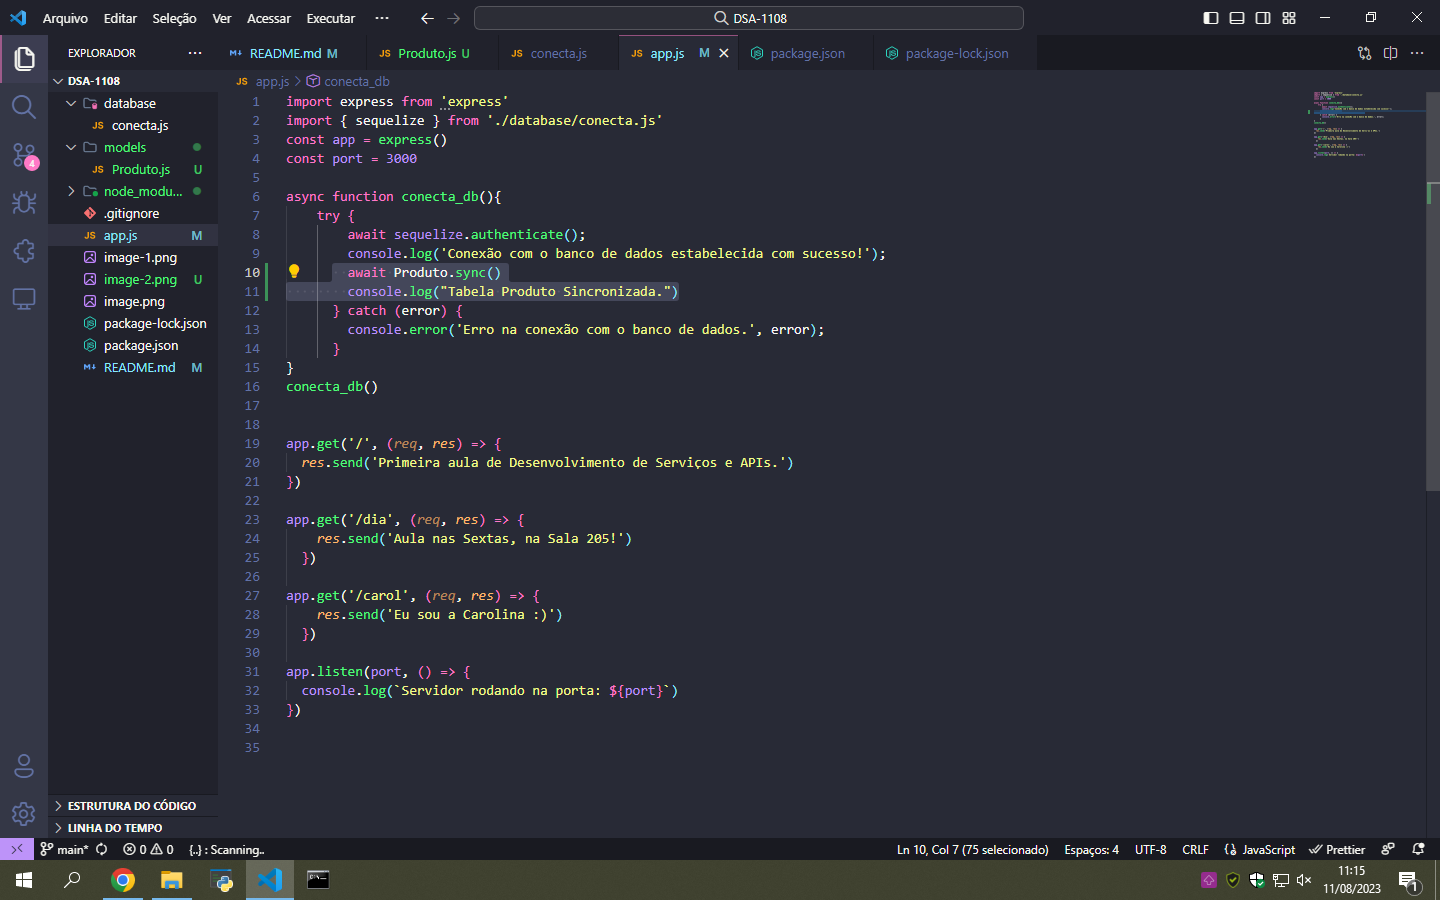 Arquivo Editar Seleção Ver Acessar Executar ··· DSA-1108
EXPLORADOR ···
README.md M Produto.js U conecta.js app.js M package.json package-lock.json
DSA-1108
app.js > conecta_db
database
conecta.js
models
Produto.js U
node_modu...
.gitignore
app.js M
image-1.png
image-2.png U
image.png
package-lock.json
package.json
README.md M
ESTRUTURA DO CÓDIGO
LINHA DO TEMPO
1 import express from 'express'
2 import { sequelize } from './database/conecta.js'
3 const app = express()
4 const port = 3000
5
6 async function conecta_db(){
7 try {
8 await sequelize.authenticate();
9 console.log('Conexão com o banco de dados estabelecida com sucesso!');
10 await Produto.sync()
11 console.log("Tabela Produto Sincronizada.")
12 } catch (error) {
13 console.error('Erro na conexão com o banco de dados.', error);
14 }
15 }
16 conecta_db()
17
18
19 app.get('/', (req, res) => {
20 res.send('Primeira aula de Desenvolvimento de Serviços e APIs.')
21 })
22
23 app.get('/dia', (req, res) => {
24 res.send('Aula nas Sextas, na Sala 205!')
25 })
26
27 app.get('/carol', (req, res) => {
28 res.send('Eu sou a Carolina :)')
29 })
30
31 app.listen(port, () => {
32 console.log(`Servidor rodando na porta: ${port}`)
33 })
34
35
4
main* 0 0 {..} : Scanning.. Ln 10, Col 7 (75 selecionado) Espaços: 4 UTF-8 CRLF JavaScript Prettier
11:15
11/08/2023
1